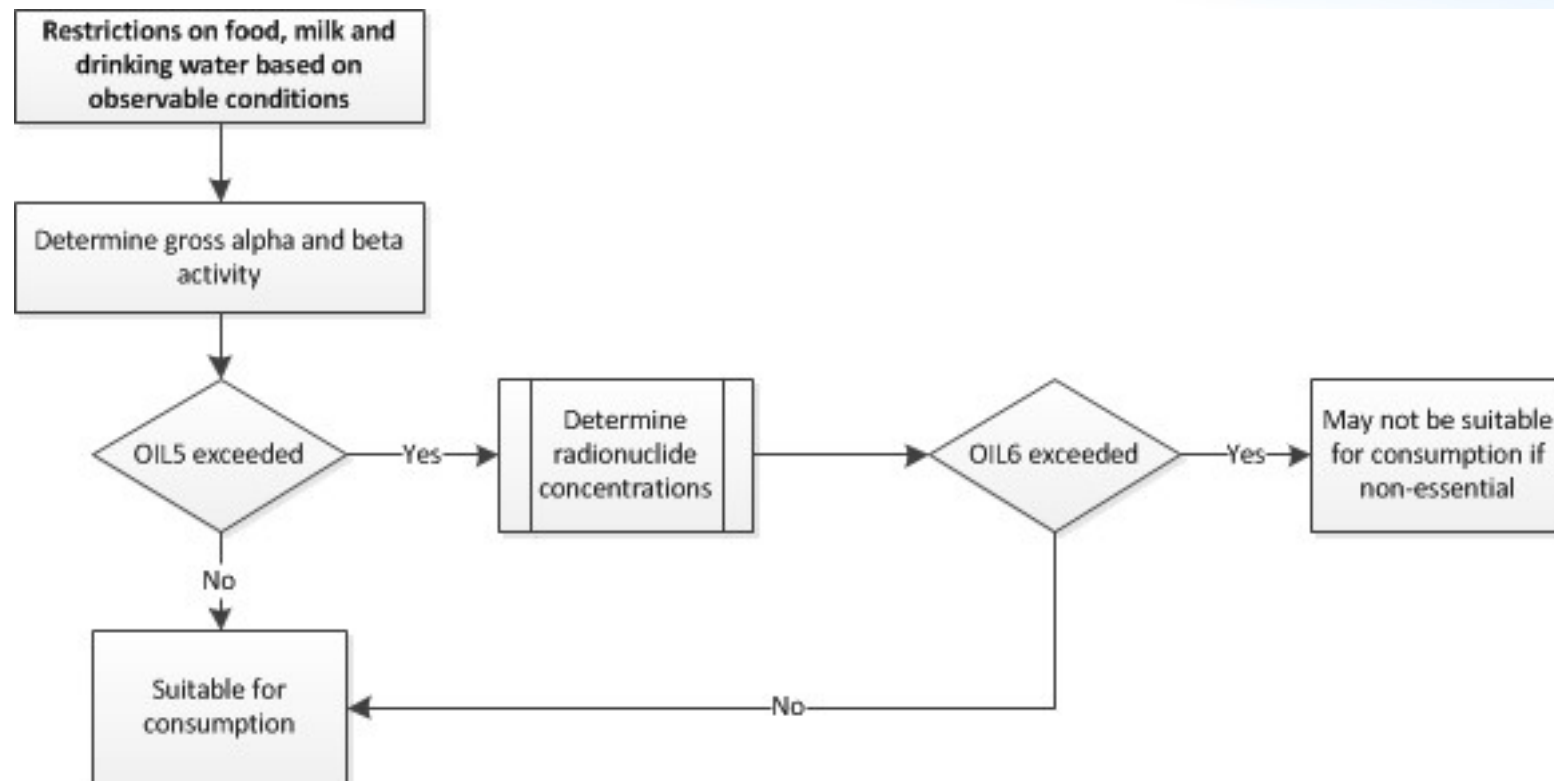 Restrictions on food, milk and
drinking water based on
observable conditions
Determine gross alpha and beta
activity
OIL5 exceeded
Yes
Determine
radionuclide
concentrations
OIL6 exceeded
Yes
May not be suitable
for consumption if
non-essential
No
Suitable for
consumption
No